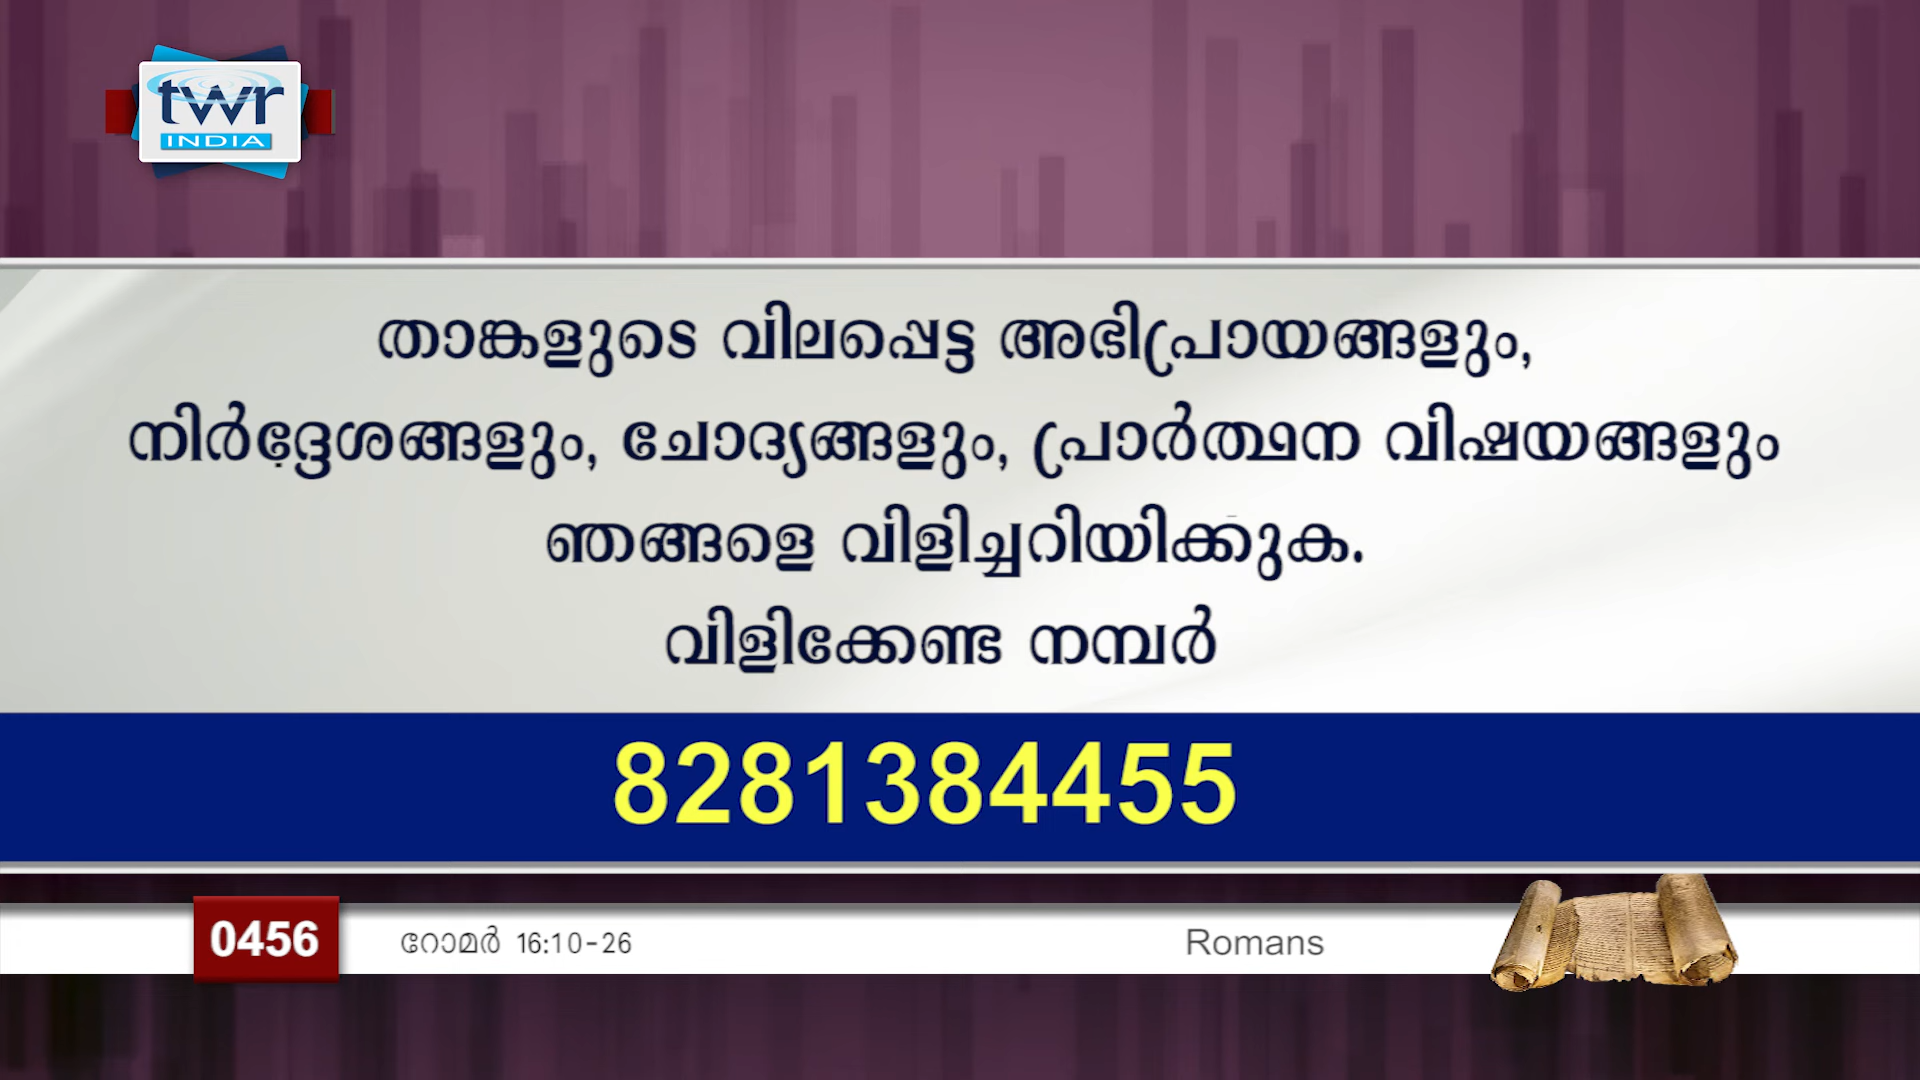 twr
INDIA
താങ്കളുടെ വിലപ്പെട്ട അഭിപ്രായങ്ങളും,
നിർദ്ദേശങ്ങളും, ചോദ്യങ്ങളും, പ്രാർത്ഥന വിഷയങ്ങളും
ഞങ്ങളെ വിളിച്ചറിയിക്കുക.
വിളിക്കേണ്ട നമ്പർ
8281384455
0456 റോമർ 16:10-26 Romans